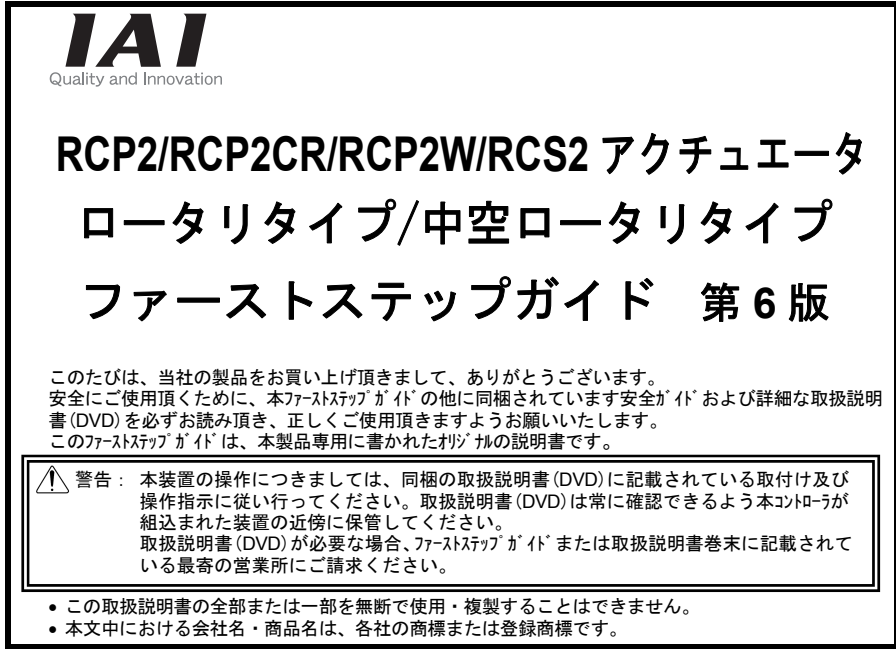 IAI
Quality and Innovation
RCP2/RCP2CR/RCP2W/RCS2 アクチュエータ
ロータリタイプ/中空ロータリタイプ
ファーストステップガイド 第 6 版
このたびは、当社の製品をお買い上げ頂きまして、ありがとうございます。
安全にご使用頂くために、本ﾌｧｰｽﾄｽﾃｯﾌﾟｶﾞｲﾄﾞの他に同梱されています安全ｶﾞｲﾄﾞおよび詳細な取扱説明
書(DVD)を必ずお読み頂き、正しくご使用頂きますようお願いいたします。
このﾌｧｰｽﾄｽﾃｯﾌﾟｶﾞｲﾄﾞは、本製品専用に書かれたｵﾘｼﾞﾅﾙの説明書です。
警告： 本装置の操作につきましては、同梱の取扱説明書(DVD)に記載されている取付け及び
操作指示に従い行ってください。取扱説明書(DVD)は常に確認できるよう本ｺﾝﾄﾛｰﾗが
組込まれた装置の近傍に保管してください。
取扱説明書(DVD)が必要な場合、ﾌｧｰｽﾄｽﾃｯﾌﾟｶﾞｲﾄﾞまたは取扱説明書巻末に記載されて
いる最寄の営業所にご請求ください。
• この取扱説明書の全部または一部を無断で使用・複製することはできません。
• 本文中における会社名・商品名は、各社の商標または登録商標です。